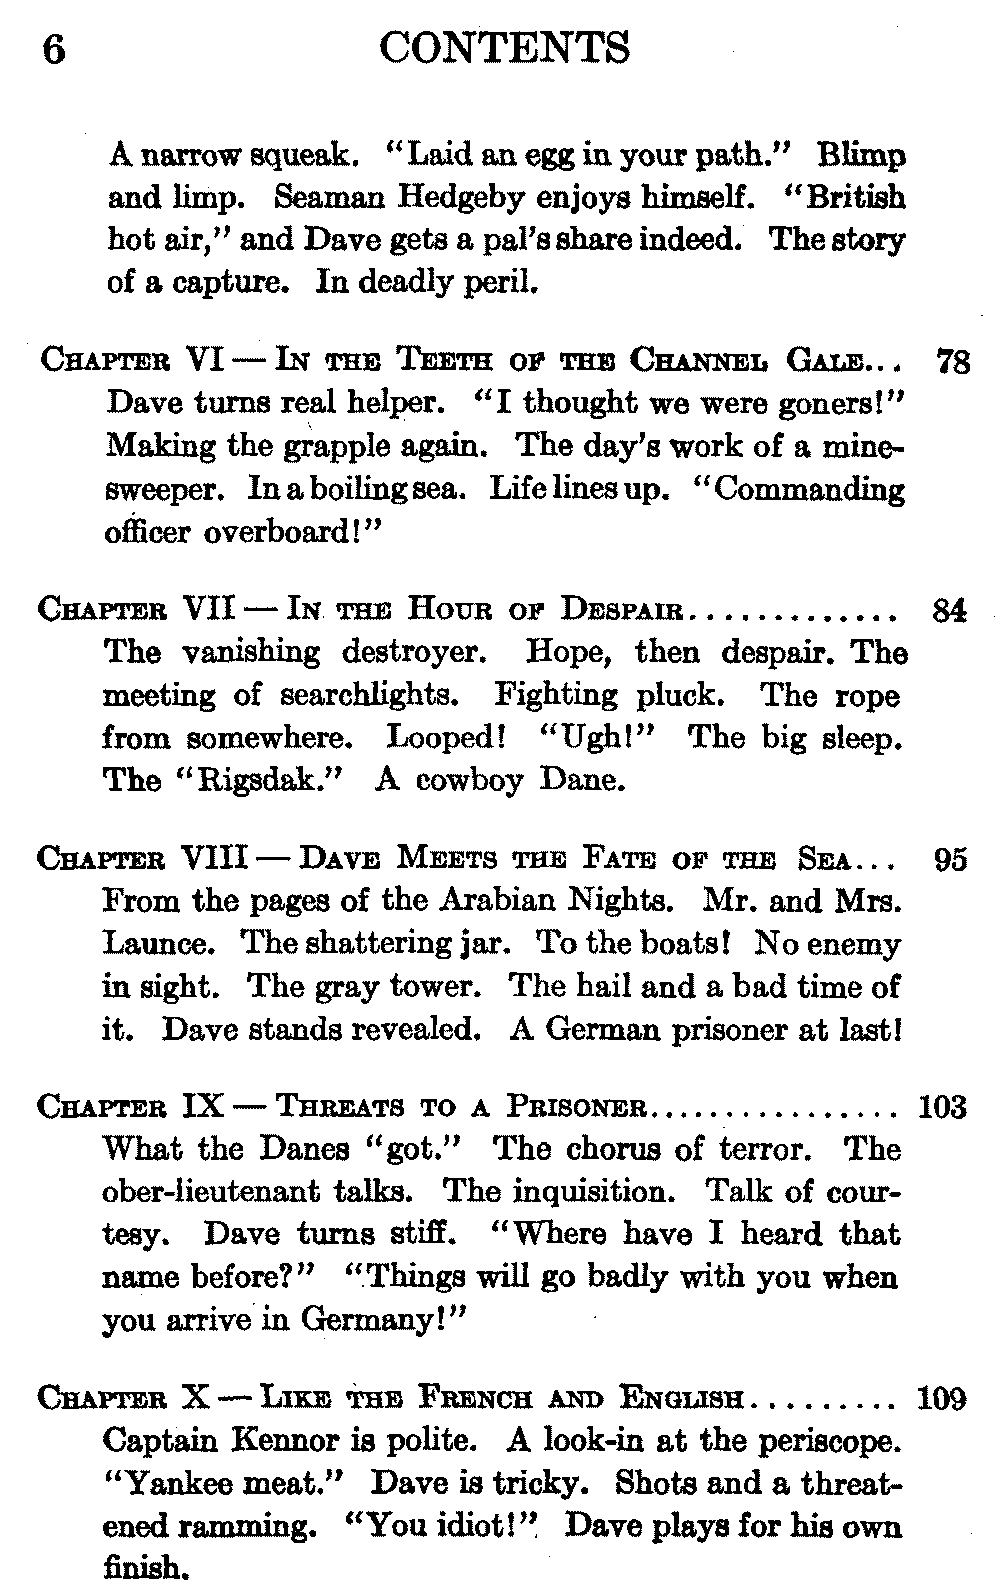 6 CONTENTS
A narrow squeak. "Laid an egg in your path." Blimp
and limp. Seaman Hedgeby enjoys himself. "British
hot air," and Dave gets a pal's share indeed. The story
of a capture. In deadly peril.
CHAPTER VI — IN THE TEETH OF THE CHANNEL GALE... 78
Dave turns real helper. "I thought we were goners!"
Making the grapple again. The day's work of a mine-
sweeper. In a boiling sea. Life lines up. "Commanding
officer overboard!"
CHAPTER VII — IN THE HOUR OF DESPAIR............. 84
The vanishing destroyer. Hope, then despair. The
meeting of searchlights. Fighting pluck. The rope
from somewhere. Looped! "Ugh!" The big sleep.
The "Rigsdak." A cowboy Dane.
CHAPTER VIII — DAVE MEETS THE FATE OF THE SEA... 95
From the pages of the Arabian Nights. Mr. and Mrs.
Launce. The shattering jar. To the boats! No enemy
in sight. The gray tower. The hail and a bad time of
it. Dave stands revealed. A German prisoner at last!
CHAPTER IX — THREATS TO A PRISONER................. 103
What the Danes "got." The chorus of terror. The
ober-lieutenant talks. The inquisition. Talk of cour-
tesy. Dave turns stiff. "Where have I heard that
name before?" "Things will go badly with you when
you arrive in Germany!"
CHAPTER X — LIKE THE FRENCH AND ENGLISH......... 109
Captain Kennor is polite. A look-in at the periscope.
"Yankee meat." Dave is tricky. Shots and a threat-
ened ramming. "You idiot!" Dave plays for his own
finish.